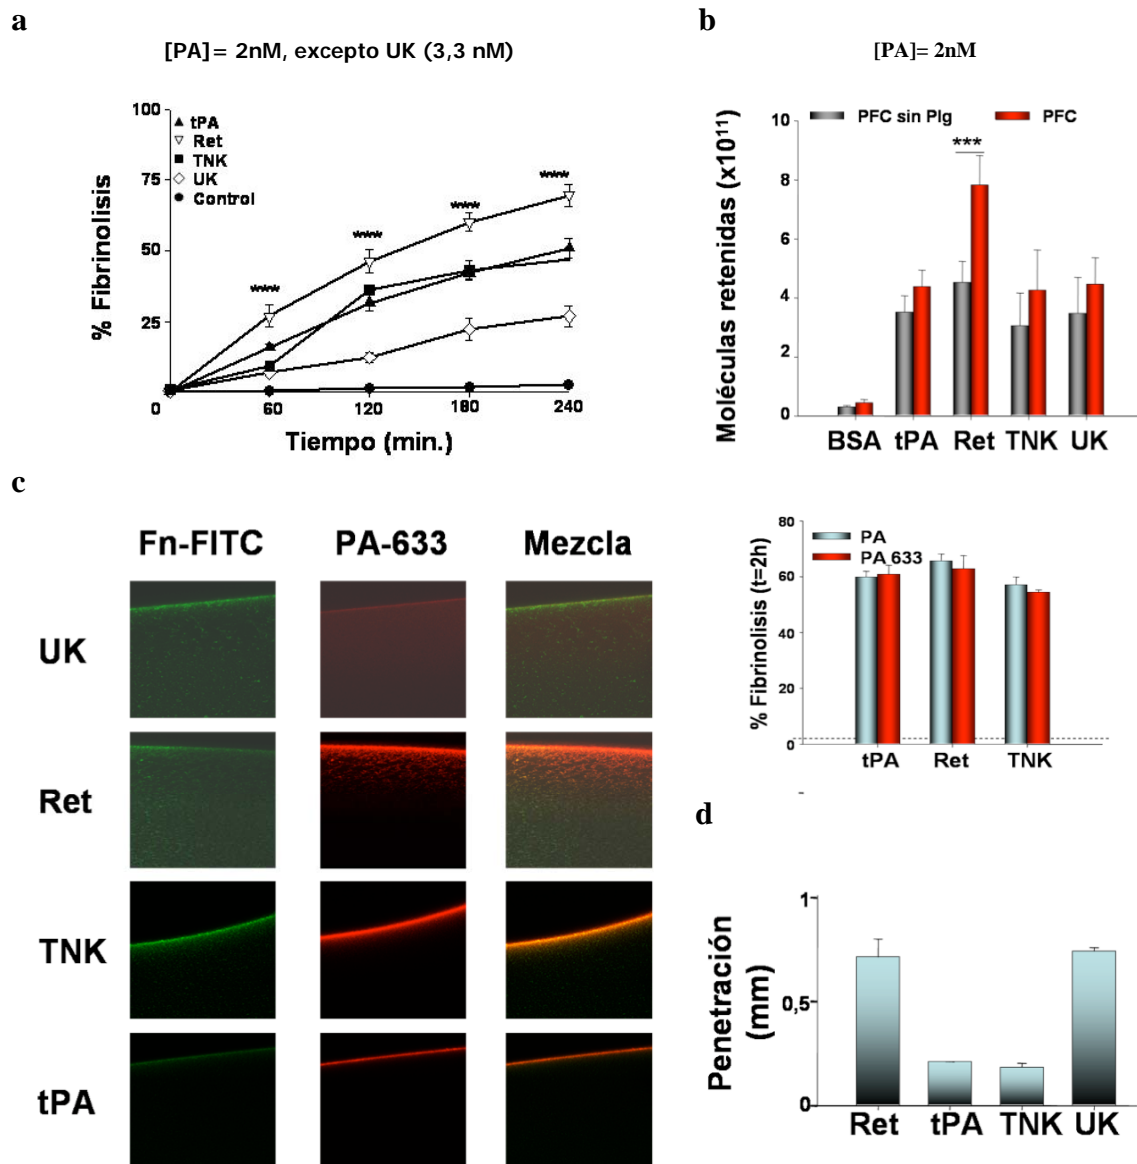 a
[PA]= 2nM, excepto UK (3,3 nM)
% Fibrinolisis
100
75
50
25
0
60
120
180
240
Tiempo (min.)
tPA
Ret
TNK
UK
Control
***
***
***
***
b
[PA]= 2nM
Moléculas retenidas (x10¹¹)
PFC sin Plg
PFC
10
8
6
4
2
0
***
BSA
tPA
Ret
TNK
UK
c
Fn-FITC
PA-633
Mezcla
UK
Ret
TNK
tPA
% Fibrinolisis (t=2h)
80
60
40
20
0
PA
PA 633
tPA
Ret
TNK
d
Penetración
(mm)
1
0,5
0
Ret
tPA
TNK
UK